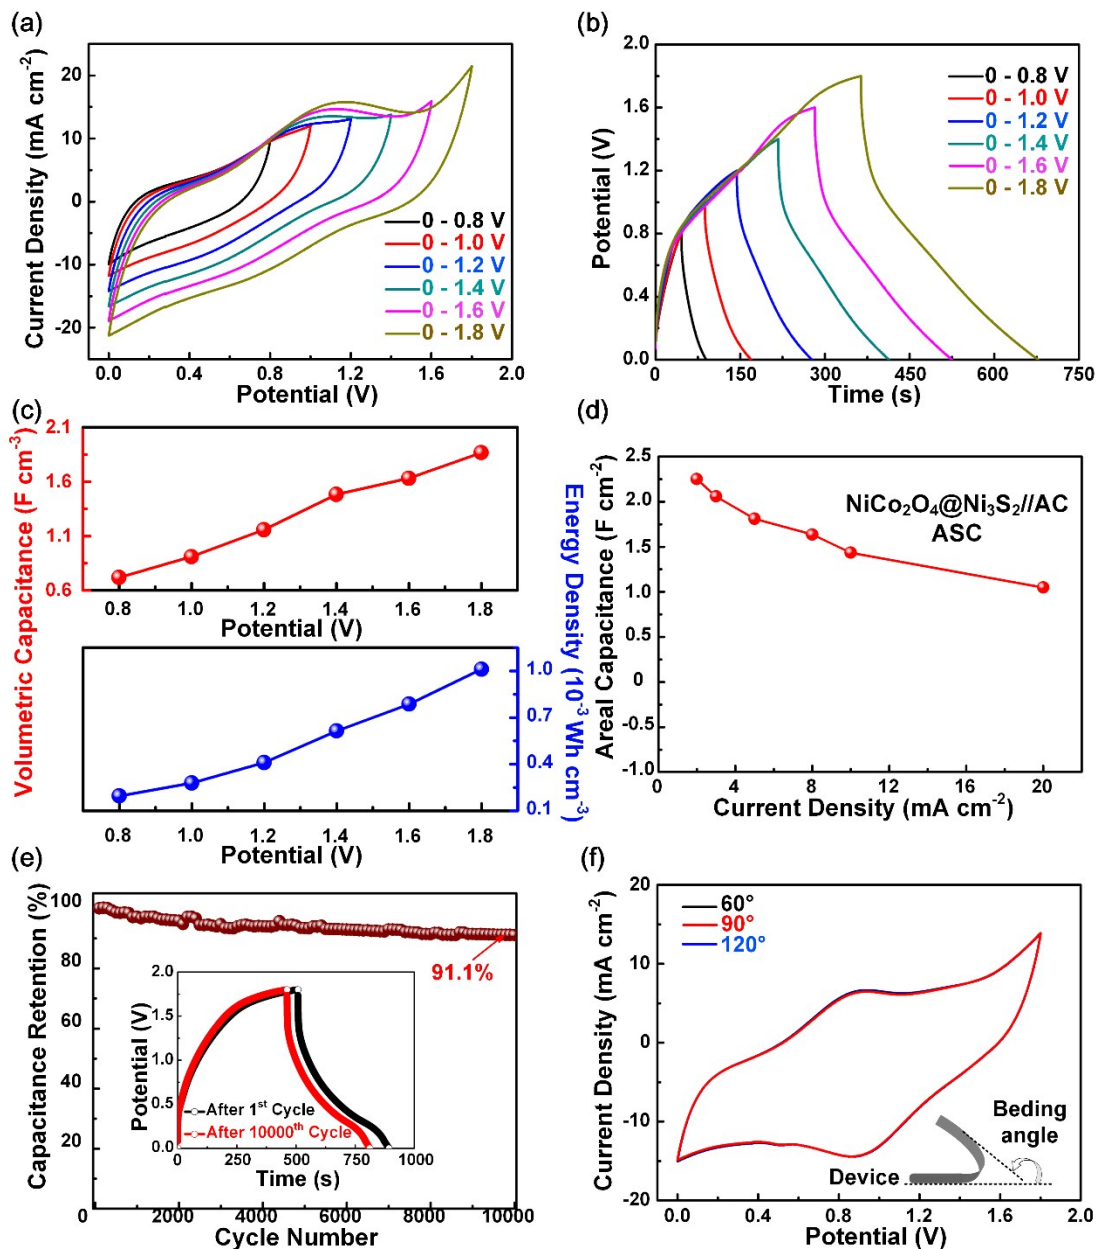 (a)
Current Density (mA cm⁻²)
20
10
0
-10
-20
0.0 0.4 0.8 1.2 1.6 2.0
Potential (V)
0 - 0.8 V
0 - 1.0 V
0 - 1.2 V
0 - 1.4 V
0 - 1.6 V
0 - 1.8 V
(b)
Potential (V)
2.0
1.6
1.2
0.8
0.4
0.0
0 150 300 450 600 750
Time (s)
0 - 0.8 V
0 - 1.0 V
0 - 1.2 V
0 - 1.4 V
0 - 1.6 V
0 - 1.8 V
(c)
Volumetric Capacitance (F cm⁻³)
2.1
1.6
1.1
0.6
0.8 1.0 1.2 1.4 1.6 1.8
Potential (V)
Energy Density (10⁻³ Wh cm⁻³)
1.0
0.7
0.4
0.1
0.8 1.0 1.2 1.4 1.6 1.8
Potential (V)
(d)
Areal Capacitance (F cm⁻²)
2.5
2.0
1.5
1.0
0.5
0
-0.5
-1.0
0 4 8 12 16 20
Current Density (mA cm⁻²)
NiCo₂O₄@Ni₃S₂//AC
ASC
(e)
Capacitance Retention (%)
100
80
60
40
20
0 2000 4000 6000 8000 10000
Cycle Number
91.1%
Potential (V)
2.0
1.5
1.0
0.5
0.0
0 250 500 750 1000
Time (s)
After 1ˢᵗ Cycle
After 10000ᵗʰ Cycle
(f)
Current Density (mA cm⁻²)
20
10
0
-10
-20
0.0 0.4 0.8 1.2 1.6 2.0
Potential (V)
60°
90°
120°
Beding
angle
Device